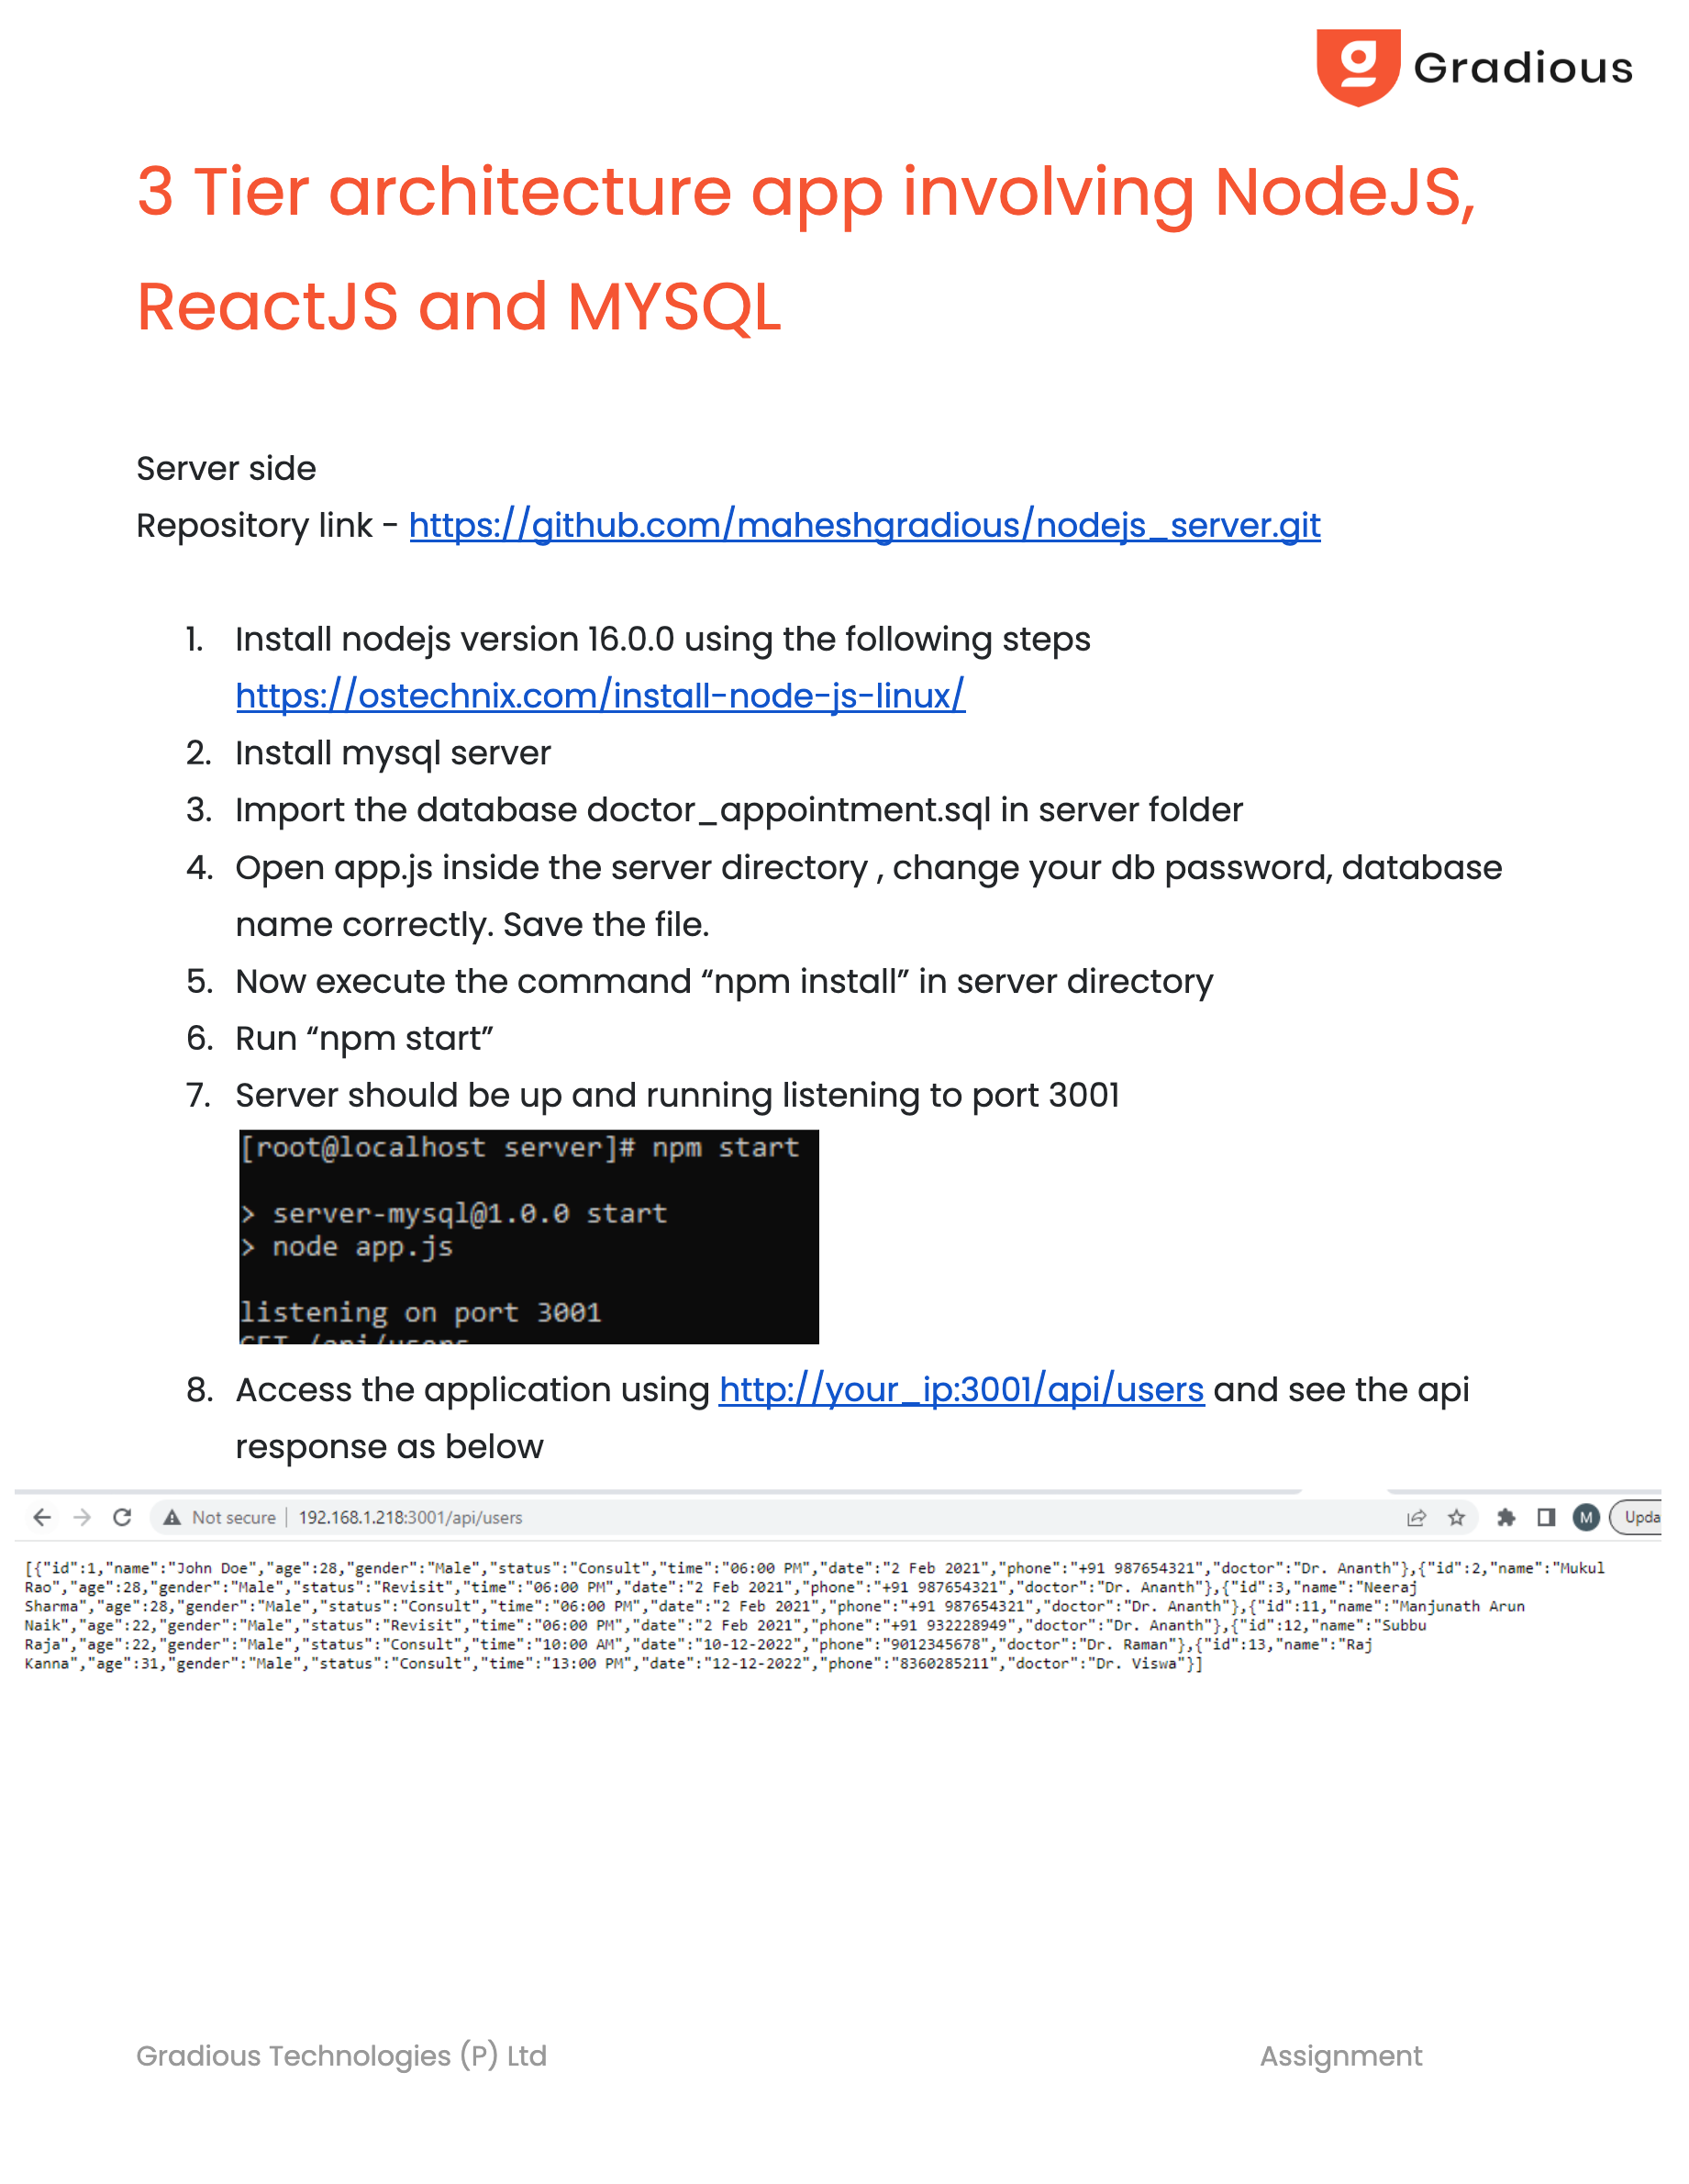 Gradious
3 Tier architecture app involving NodeJS,
ReactJS and MYSQL
Server side
Repository link - https://github.com/maheshgradious/nodejs_server.git
1. Install nodejs version 16.0.0 using the following steps
https://ostechnix.com/install-node-js-linux/
2. Install mysql server
3. Import the database doctor_appointment.sql in server folder
4. Open app.js inside the server directory , change your db password, database
name correctly. Save the file.
5. Now execute the command “npm install” in server directory
6. Run “npm start”
7. Server should be up and running listening to port 3001
[root@localhost server]# npm start
> server-mysql@1.0.0 start
> node app.js
listening on port 3001
GET /api/users
8. Access the application using http://your_ip:3001/api/users and see the api
response as below
Not secure | 192.168.1.218:3001/api/users M Upda
[{"id":1,"name":"John Doe","age":28,"gender":"Male","status":"Consult","time":"06:00 PM","date":"2 Feb 2021","phone":"+91 987654321","doctor":"Dr. Ananth"},{"id":2,"name":"Mukul
Rao","age":28,"gender":"Male","status":"Revisit","time":"06:00 PM","date":"2 Feb 2021","phone":"+91 987654321","doctor":"Dr. Ananth"},{"id":3,"name":"Neeraj
Sharma","age":28,"gender":"Male","status":"Consult","time":"06:00 PM","date":"2 Feb 2021","phone":"+91 987654321","doctor":"Dr. Ananth"},{"id":11,"name":"Manjunath Arun
Naik","age":22,"gender":"Male","status":"Revisit","time":"06:00 PM","date":"2 Feb 2021","phone":"+91 932228949","doctor":"Dr. Ananth"},{"id":12,"name":"Subbu
Raja","age":22,"gender":"Male","status":"Consult","time":"10:00 AM","date":"10-12-2022","phone":"9012345678","doctor":"Dr. Raman"},{"id":13,"name":"Raj
Kanna","age":31,"gender":"Male","status":"Consult","time":"13:00 PM","date":"12-12-2022","phone":"8360285211","doctor":"Dr. Viswa"}]
Gradious Technologies (P) Ltd Assignment